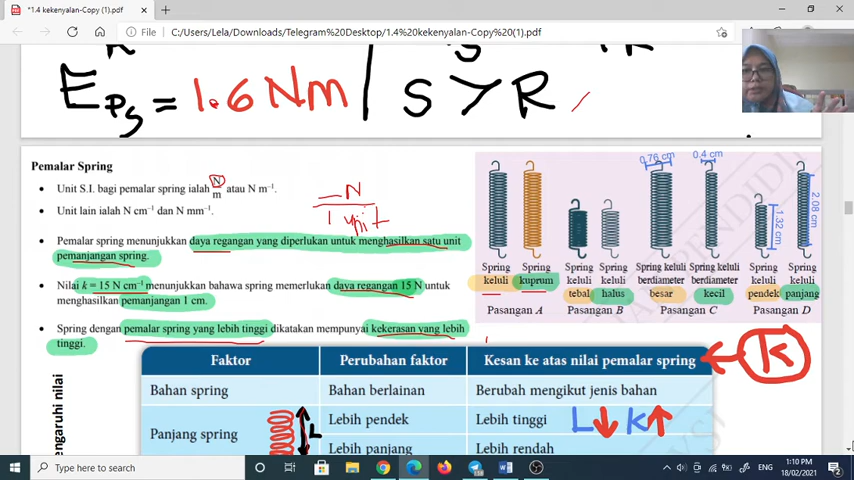 *1.4 kekenyalan-Copy (1).pdf
File | C:/Users/Lela/Downloads/Telegram%20Desktop/1.4%20kekenyalan-Copy%20(1).pdf
EPs = 1.6 Nm
S > R
Pemalar Spring
• Unit S.I. bagi pemalar spring ialah N/m atau N m⁻¹.
• Unit lain ialah N cm⁻¹ dan N mm⁻¹.
N
1 unit
• Pemalar spring menunjukkan daya regangan yang diperlukan untuk menghasilkan satu unit
pemanjangan spring.
• Nilai k = 15 N cm⁻¹ menunjukkan bahawa spring memerlukan daya regangan 15 N untuk
menghasilkan pemanjangan 1 cm.
• Spring dengan pemalar spring yang lebih tinggi dikatakan mempunyai kekerasan yang lebih
tinggi.
0.76 cm
0.4 cm
1.32 cm
2.08 cm
Spring keluli
Spring kuprum
Spring keluli tebal
Spring keluli halus
Spring keluli berdiameter besar
Spring keluli berdiameter kecil
Spring keluli pendek
Spring keluli panjang
Pasangan A
Pasangan B
Pasangan C
Pasangan D
Faktor Perubahan faktor Kesan ke atas nilai pemalar spring
K
Bahan spring Bahan berlainan Berubah mengikut jenis bahan
Panjang spring
L
Lebih pendek Lebih tinggi
L↓ K↑
Lebih panjang Lebih rendah
engaruhi nilai
Type here to search
ENG
1:10 PM
18/02/2021